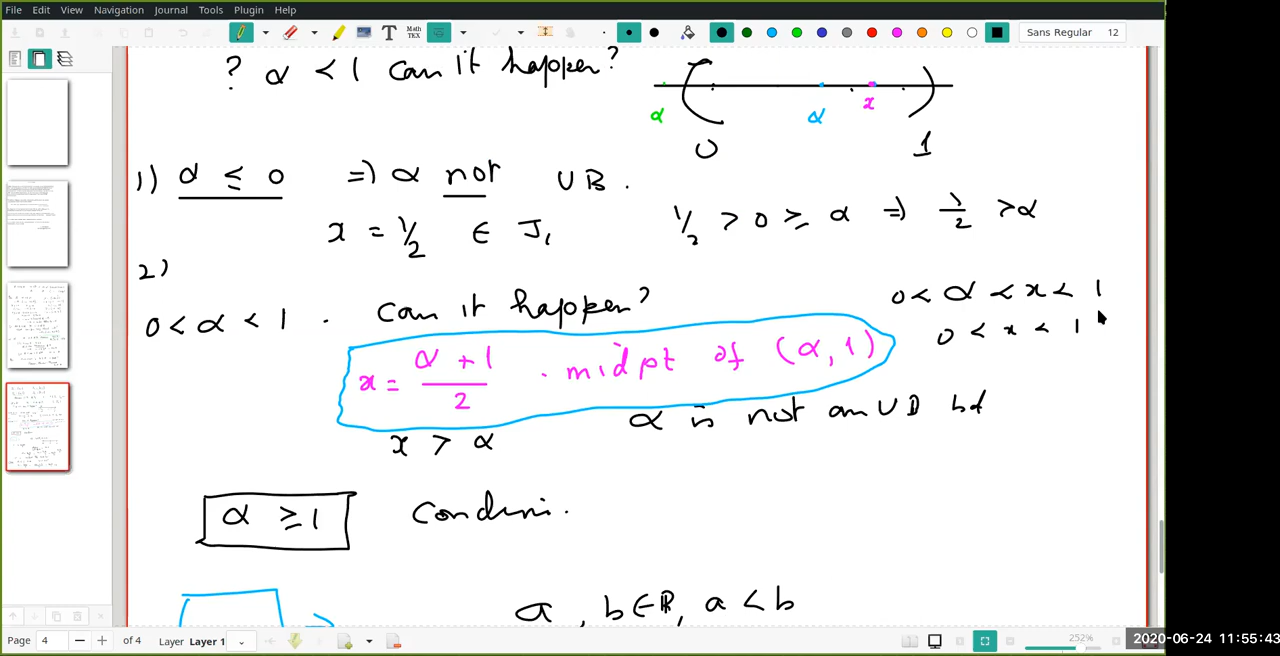 File Edit View Navigation Journal Tools Plugin Help
T Math TEX Sans Regular 12
? α < 1 Can it happen?
α α x
0 1
1) α ≤ 0 => α not UB.
x = 1/2 ∈ J₁ 1/2 > 0 ≥ α => 1/2 > α
2)
0 < α < 1 . Can it happen? 0 < α < x < 1
0 < x < 1
x = α + 1 / 2 . midpt of (α, 1)
α is not an UB
x > α
α ≥ 1
a, b ∈ ℝ, a < b
Page 4 of 4 Layer Layer 1 252% 2020-06-24 11:55:43